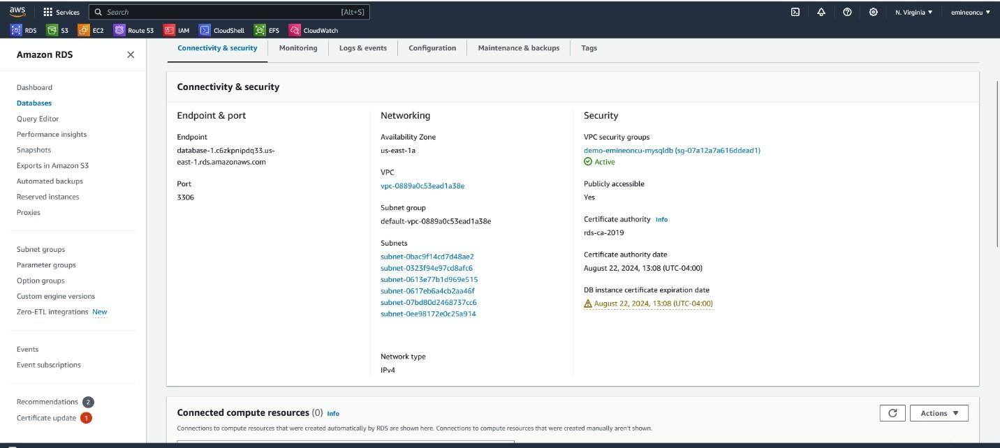 aws
Services
Search
[Alt+S]
N. Virginia
emineoncu
RDS
S3
EC2
Route 53
IAM
CloudShell
EFS
CloudWatch
Amazon RDS
Dashboard
Databases
Query Editor
Performance insights
Snapshots
Exports in Amazon S3
Automated backups
Reserved instances
Proxies
Subnet groups
Parameter groups
Option groups
Custom engine versions
Zero-ETL integrations New
Events
Event subscriptions
Recommendations 2
Certificate update 1
Connectivity & security
Monitoring
Logs & events
Configuration
Maintenance & backups
Tags
Connectivity & security
Endpoint & port
Endpoint
database-1.c6zkpnipdq33.us-
east-1.rds.amazonaws.com
Port
3306
Networking
Availability Zone
us-east-1a
VPC
vpc-0889a0c53ead1a38e
Subnet group
default-vpc-0889a0c53ead1a38e
Subnets
subnet-0bac9f14cd7d48ae2
subnet-0323f94e97cd8afc6
subnet-0613e77b1d969e515
subnet-0617eb6a4cb2aa46f
subnet-07bd80d2468737cc6
subnet-0ee98172e0c25a914
Network type
IPv4
Security
VPC security groups
demo-emineoncu-mysqldb (sg-07a12a7a616ddead1)
Active
Publicly accessible
Yes
Certificate authority Info
rds-ca-2019
Certificate authority date
August 22, 2024, 13:08 (UTC-04:00)
DB instance certificate expiration date
August 22, 2024, 13:08 (UTC-04:00)
Connected compute resources (0) Info
Connections to compute resources that were created automatically by RDS are shown here. Connections to compute resources that were created manually aren't shown.
Actions